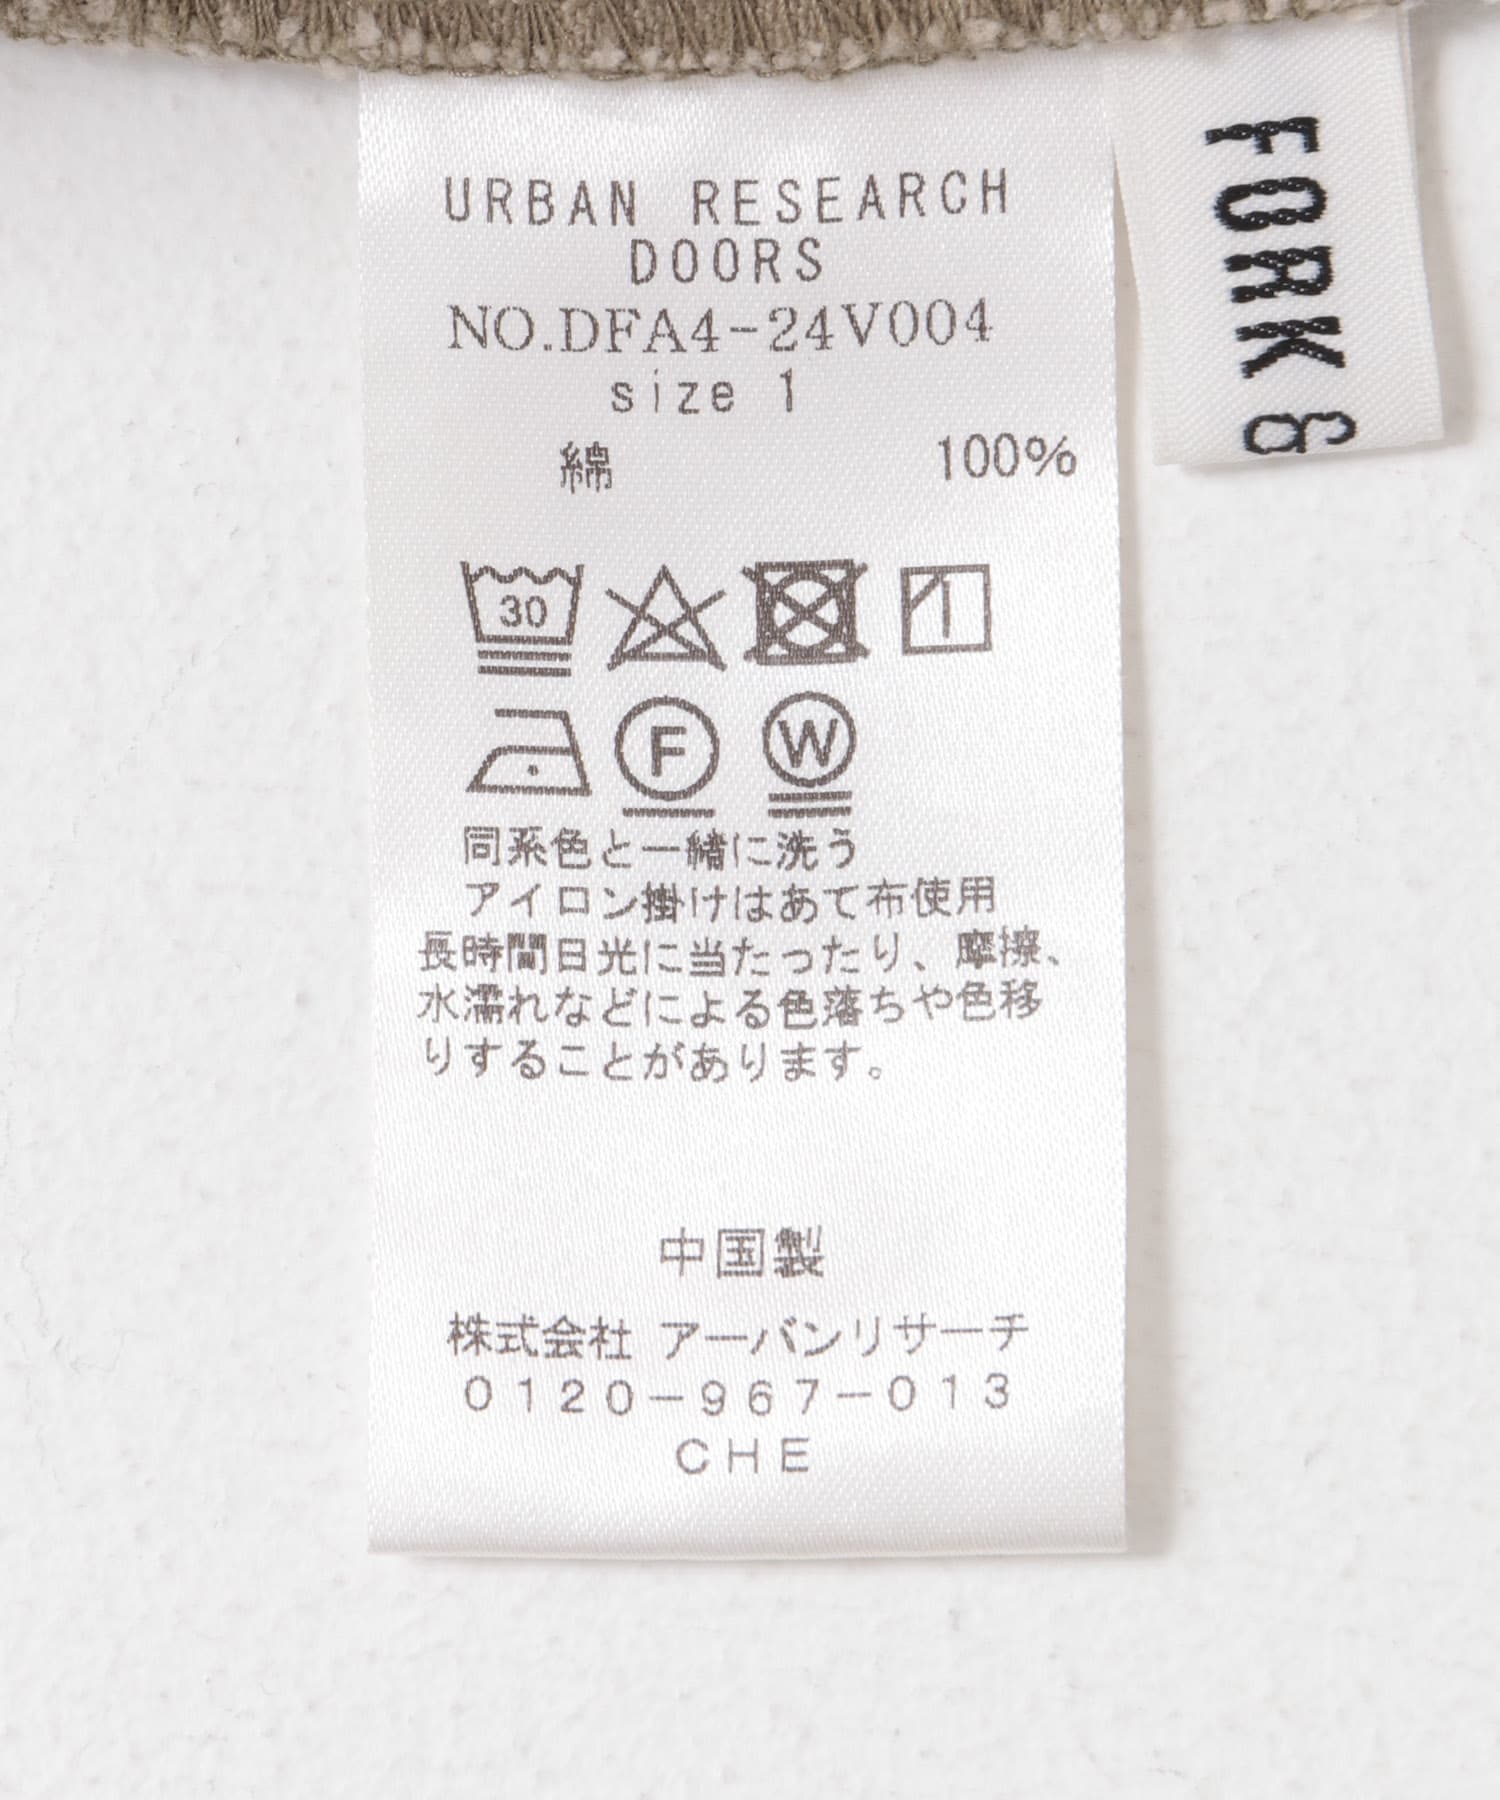 URBAN RESEARCH
DOORS
NO.DFA4-24V004
size 1
綿 100%
30
F W
同系色と一緒に洗う
アイロン掛けはあて布使用
長時間日光に当たったり、摩擦、
水濡れなどによる色落ちや色移
りすることがあります。
中国製
株式会社 アーバンリサーチ
0120-967-013
CHE
FORK &